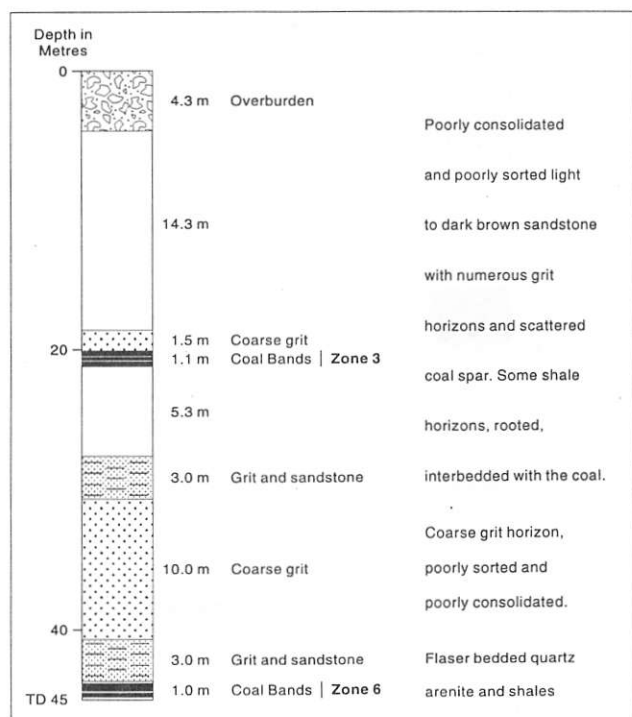 Depth in
Metres
0
4.3 m Overburden
Poorly consolidated
and poorly sorted light
14.3 m to dark brown sandstone
with numerous grit
1.5 m Coarse grit horizons and scattered
20
1.1 m Coal Bands | Zone 3
coal spar. Some shale
5.3 m
horizons, rooted,
3.0 m Grit and sandstone interbedded with the coal.
Coarse grit horizon,
10.0 m Coarse grit poorly sorted and
poorly consolidated.
40
3.0 m Grit and sandstone Flaser bedded quartz
TD 45 1.0 m Coal Bands | Zone 6 arenite and shales